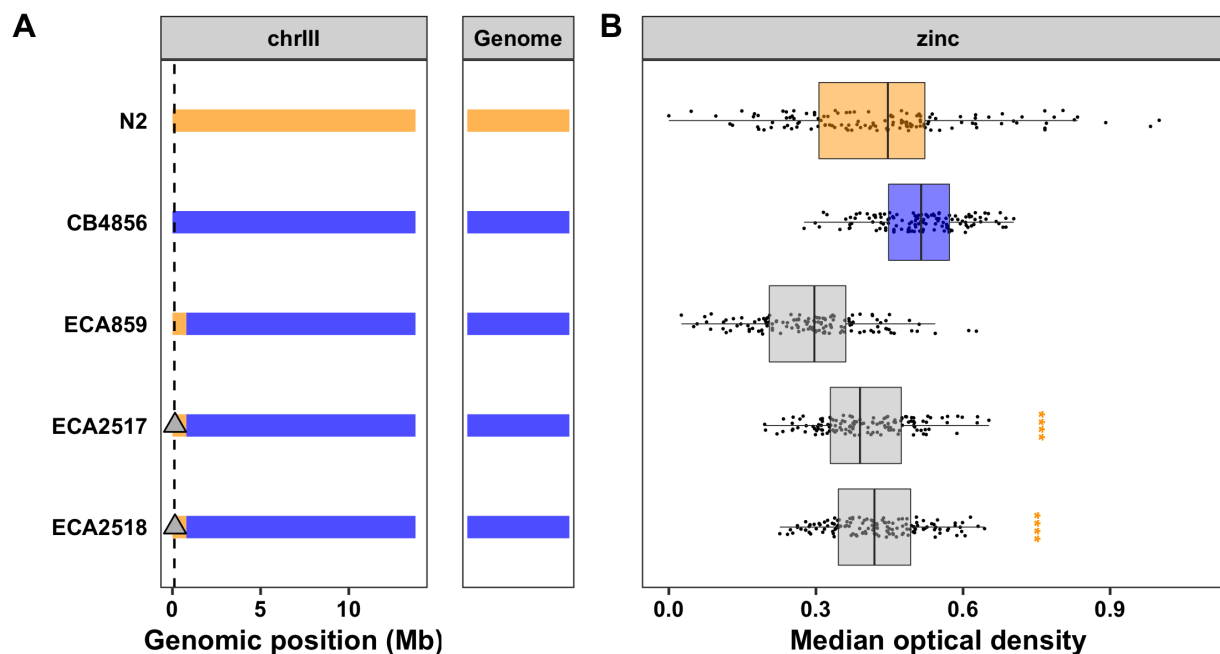 A
chrIII
Genome
B
zinc
N2
CB4856
ECA859
ECA2517
****
ECA2518
****
0
5
10
0.0
0.3
0.6
0.9
Genomic position (Mb)
Median optical density